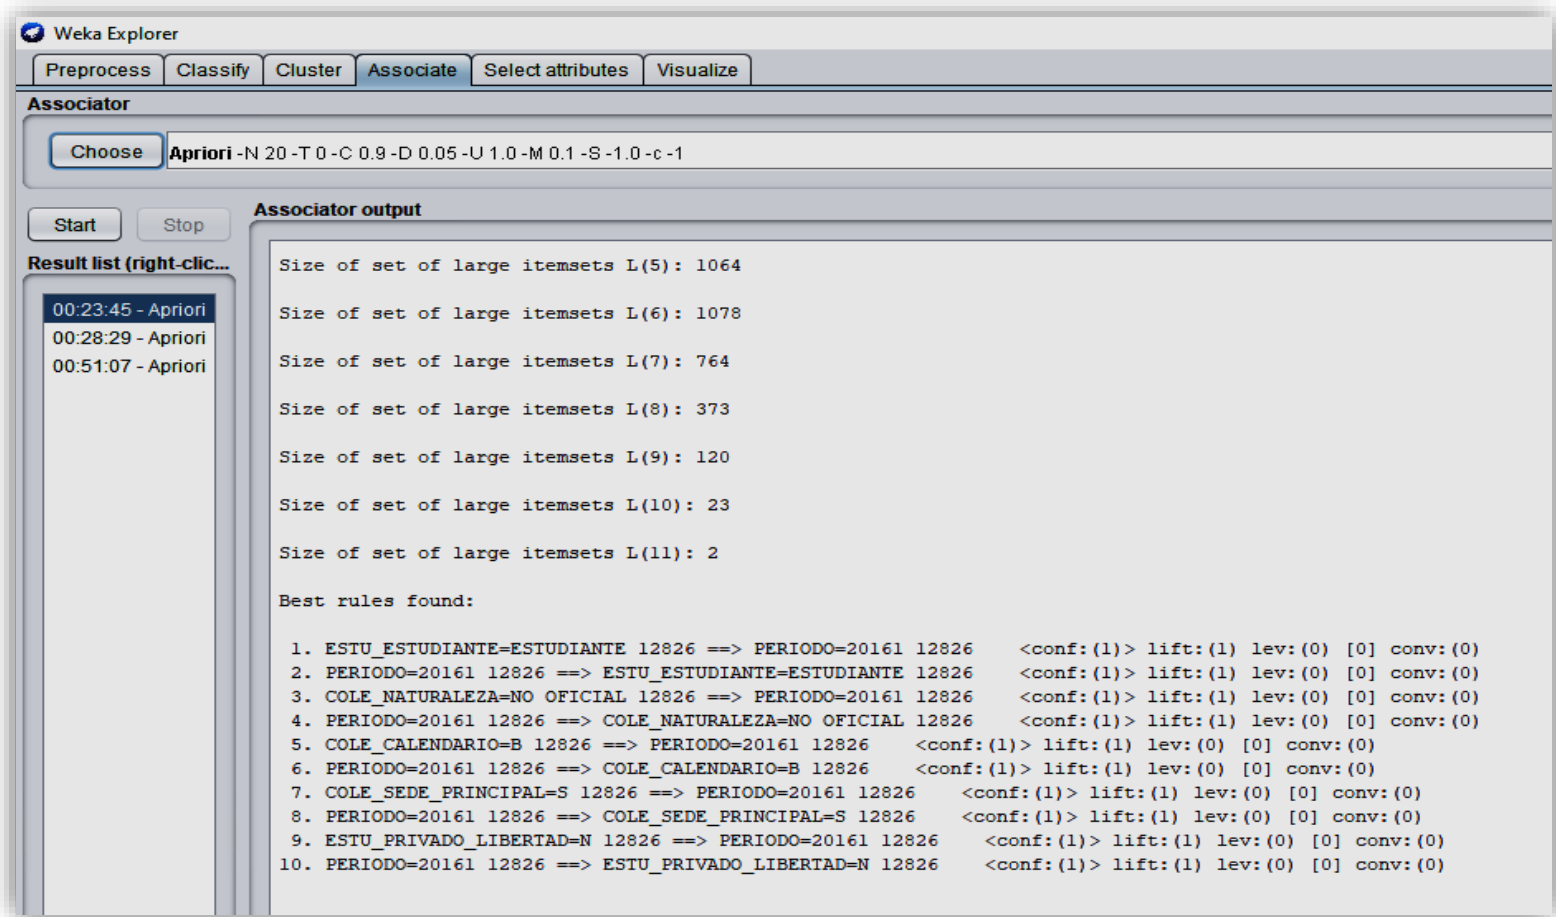 Weka Explorer
Preprocess Classify Cluster Associate Select attributes Visualize
Associator
Choose Apriori -N 20 -T 0 -C 0.9 -D 0.05 -U 1.0 -M 0.1 -S -1.0 -c -1
Start Stop
Associator output
Result list (right-clic...
00:23:45 - Apriori
00:28:29 - Apriori
00:51:07 - Apriori
Size of set of large itemsets L(5): 1064
Size of set of large itemsets L(6): 1078
Size of set of large itemsets L(7): 764
Size of set of large itemsets L(8): 373
Size of set of large itemsets L(9): 120
Size of set of large itemsets L(10): 23
Size of set of large itemsets L(11): 2
Best rules found:
1. ESTU_ESTUDIANTE=ESTUDIANTE 12826 ==> PERIODO=20161 12826 <conf:(1)> lift:(1) lev:(0) [0] conv:(0)
2. PERIODO=20161 12826 ==> ESTU_ESTUDIANTE=ESTUDIANTE 12826 <conf:(1)> lift:(1) lev:(0) [0] conv:(0)
3. COLE_NATURALEZA=NO OFICIAL 12826 ==> PERIODO=20161 12826 <conf:(1)> lift:(1) lev:(0) [0] conv:(0)
4. PERIODO=20161 12826 ==> COLE_NATURALEZA=NO OFICIAL 12826 <conf:(1)> lift:(1) lev:(0) [0] conv:(0)
5. COLE_CALENDARIO=B 12826 ==> PERIODO=20161 12826 <conf:(1)> lift:(1) lev:(0) [0] conv:(0)
6. PERIODO=20161 12826 ==> COLE_CALENDARIO=B 12826 <conf:(1)> lift:(1) lev:(0) [0] conv:(0)
7. COLE_SEDE_PRINCIPAL=S 12826 ==> PERIODO=20161 12826 <conf:(1)> lift:(1) lev:(0) [0] conv:(0)
8. PERIODO=20161 12826 ==> COLE_SEDE_PRINCIPAL=S 12826 <conf:(1)> lift:(1) lev:(0) [0] conv:(0)
9. ESTU_PRIVADO_LIBERTAD=N 12826 ==> PERIODO=20161 12826 <conf:(1)> lift:(1) lev:(0) [0] conv:(0)
10. PERIODO=20161 12826 ==> ESTU_PRIVADO_LIBERTAD=N 12826 <conf:(1)> lift:(1) lev:(0) [0] conv:(0)